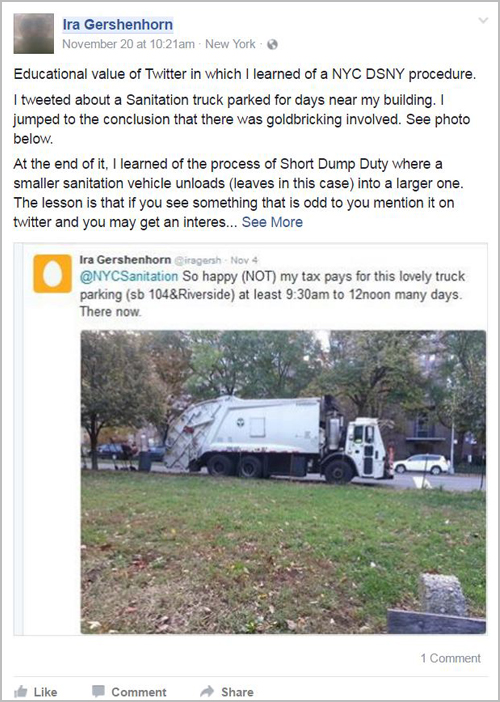 Ira Gershenhorn
November 20 at 10:21am · New York ·
Educational value of Twitter in which I learned of a NYC DSNY procedure.
I tweeted about a Sanitation truck parked for days near my building. I
jumped to the conclusion that there was goldbricking involved. See photo
below.
At the end of it, I learned of the process of Short Dump Duty where a
smaller sanitation vehicle unloads (leaves in this case) into a larger one.
The lesson is that if you see something that is odd to you mention it on
twitter and you may get an interes... See More
Ira Gershenhorn @iragersh · Nov 4
@NYCSanitation So happy (NOT) my tax pays for this lovely truck
parking (sb 104&Riverside) at least 9:30am to 12noon many days.
There now.
1 Comment
Like Comment Share